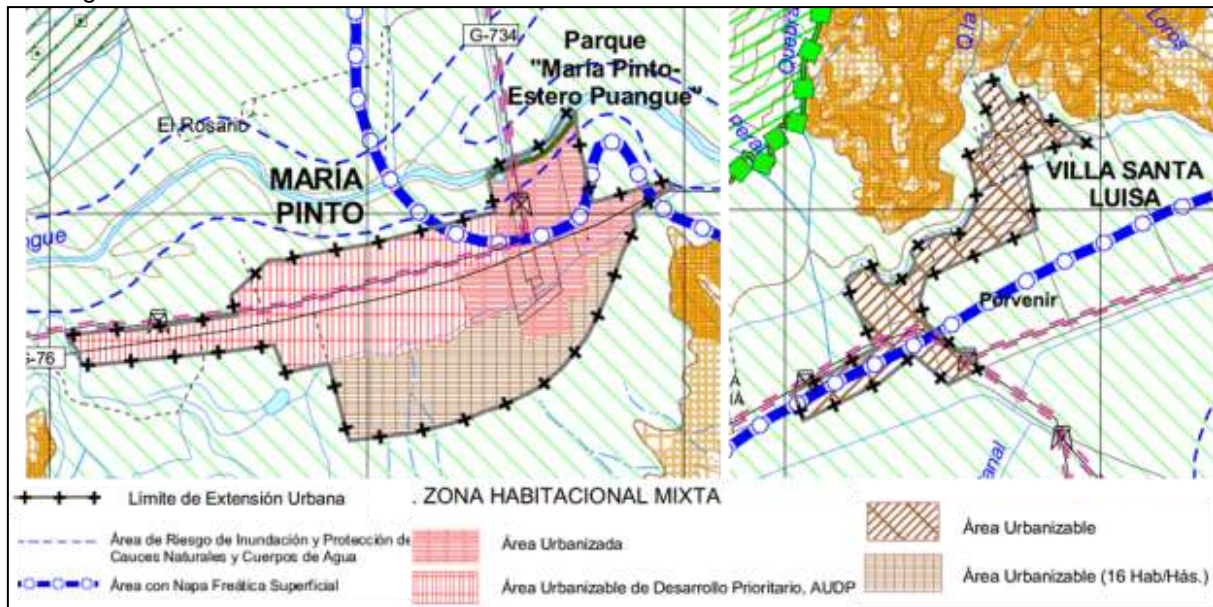 G-734
Parque
"María Pinto-
Estero Puangue"
El Rosario
MARÍA
PINTO
G-76
Q.la
Loros
VILLA SANTA
LUISA
Porvenir
Límite de Extensión Urbana
Área de Riesgo de Inundación y Protección de
Cauces Naturales y Cuerpos de Agua
Área con Napa Freática Superficial
. ZONA HABITACIONAL MIXTA
Área Urbanizada
Área Urbanizable de Desarrollo Prioritario, AUDP
Área Urbanizable
Área Urbanizable (16 Hab/Hás.)